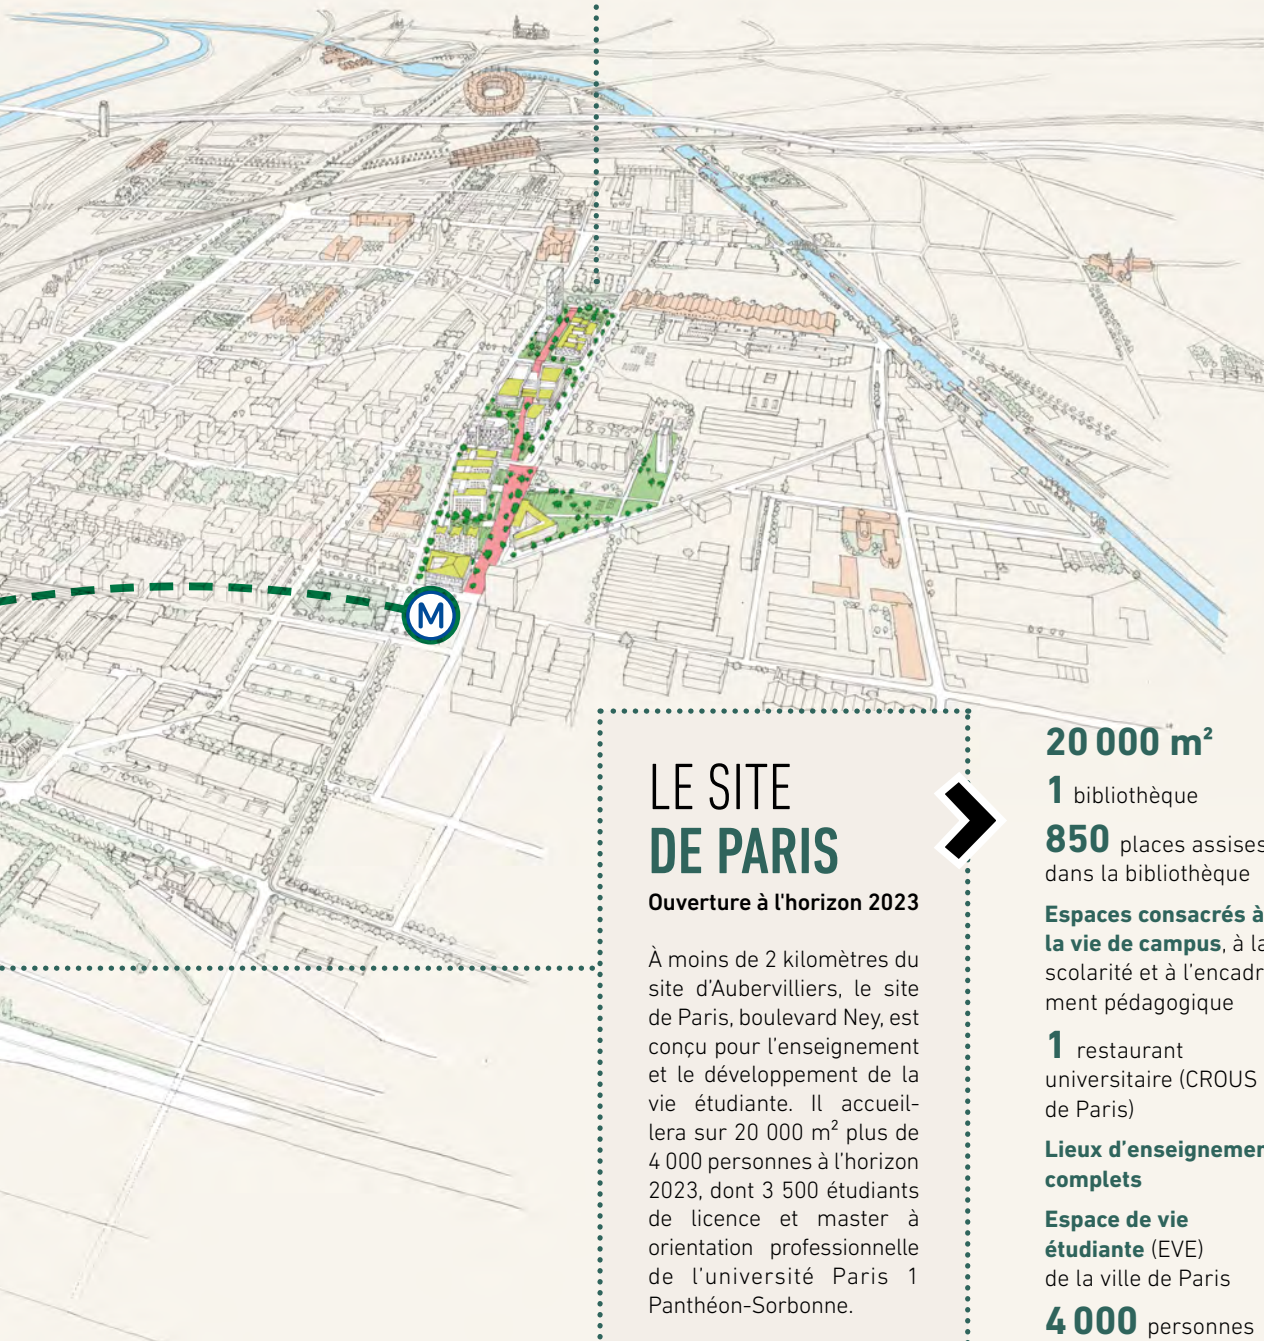 M
LE SITE
DE PARIS
Ouverture à l'horizon 2023
À moins de 2 kilomètres du
site d’Aubervilliers, le site
de Paris, boulevard Ney, est
conçu pour l’enseignement
et le développement de la
vie étudiante. Il accueil-
lera sur 20 000 m² plus de
4 000 personnes à l’horizon
2023, dont 3 500 étudiants
de licence et master à
orientation professionnelle
de l’université Paris 1
Panthéon-Sorbonne.
20 000 m²
1 bibliothèque
850 places assises
dans la bibliothèque
Espaces consacrés à
la vie de campus, à la
scolarité et à l’encadr
ment pédagogique
1 restaurant
universitaire (CROUS
de Paris)
Lieux d’enseignemen
complets
Espace de vie
étudiante (EVE)
de la ville de Paris
4 000 personnes